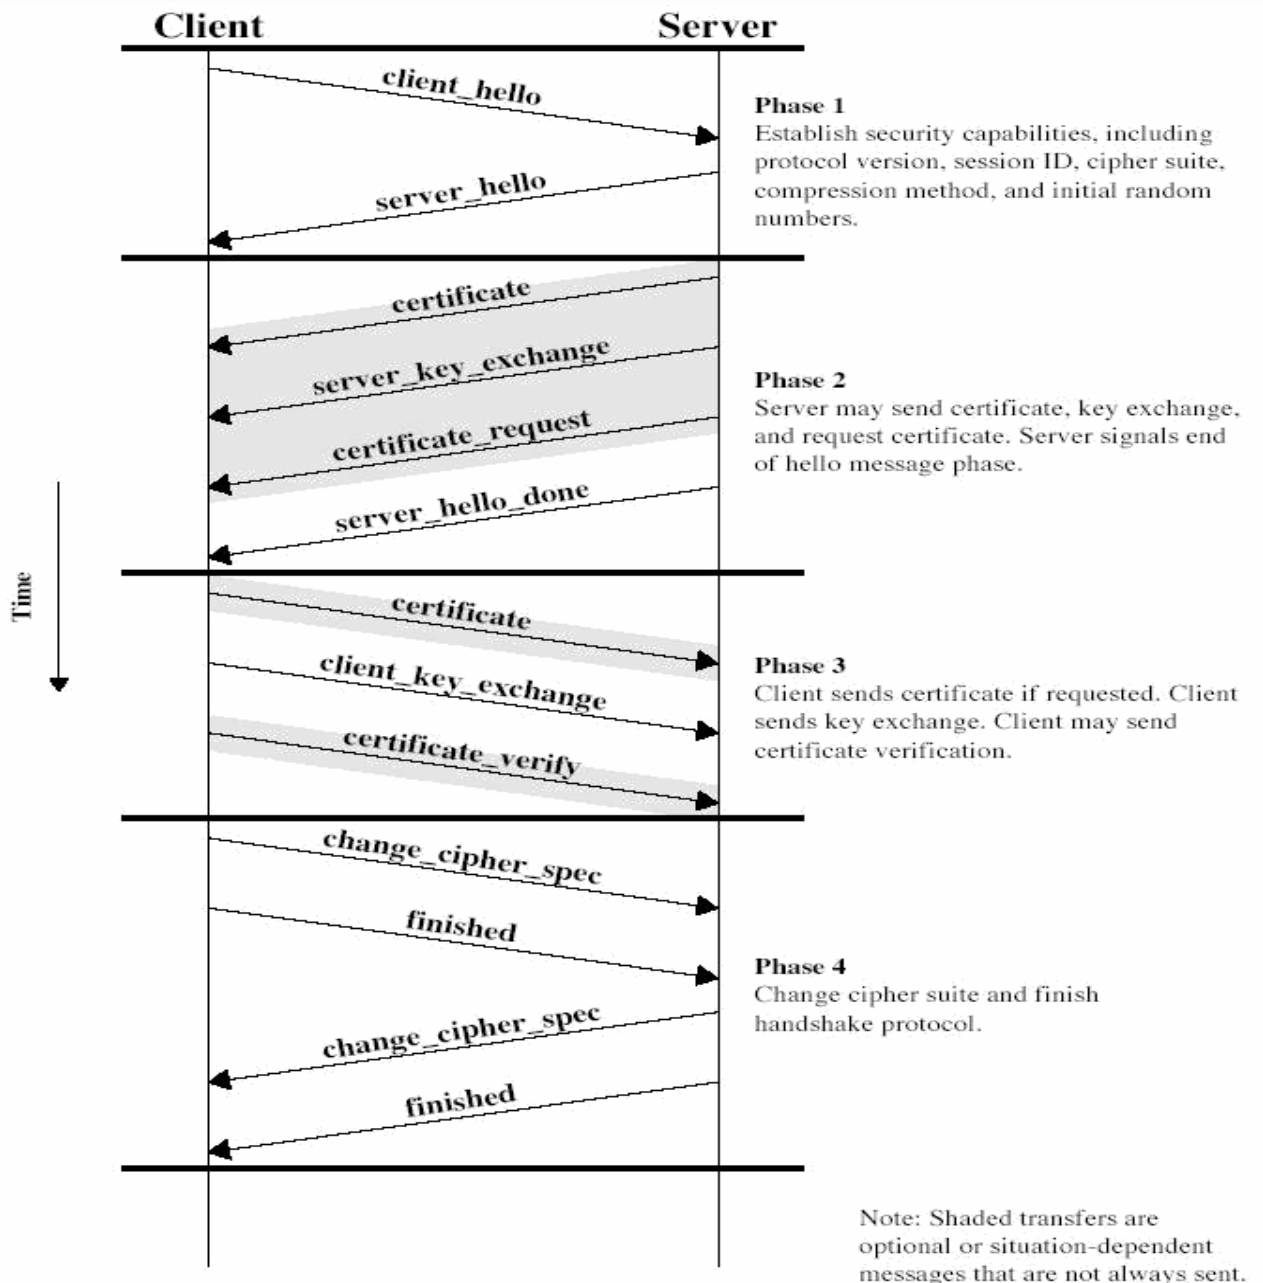 Client
Server
client_hello
Phase 1
Establish security capabilities, including
protocol version, session ID, cipher suite,
compression method, and initial random
numbers.
server_hello
certificate
server_key_exchange
Phase 2
Server may send certificate, key exchange,
and request certificate. Server signals end
of hello message phase.
certificate_request
server_hello_done
Time
certificate
client_key_exchange
Phase 3
Client sends certificate if requested. Client
sends key exchange. Client may send
certificate verification.
certificate_verify
change_cipher_spec
finished
Phase 4
Change cipher suite and finish
handshake protocol.
change_cipher_spec
finished
Note: Shaded transfers are
optional or situation-dependent
messages that are not always sent.